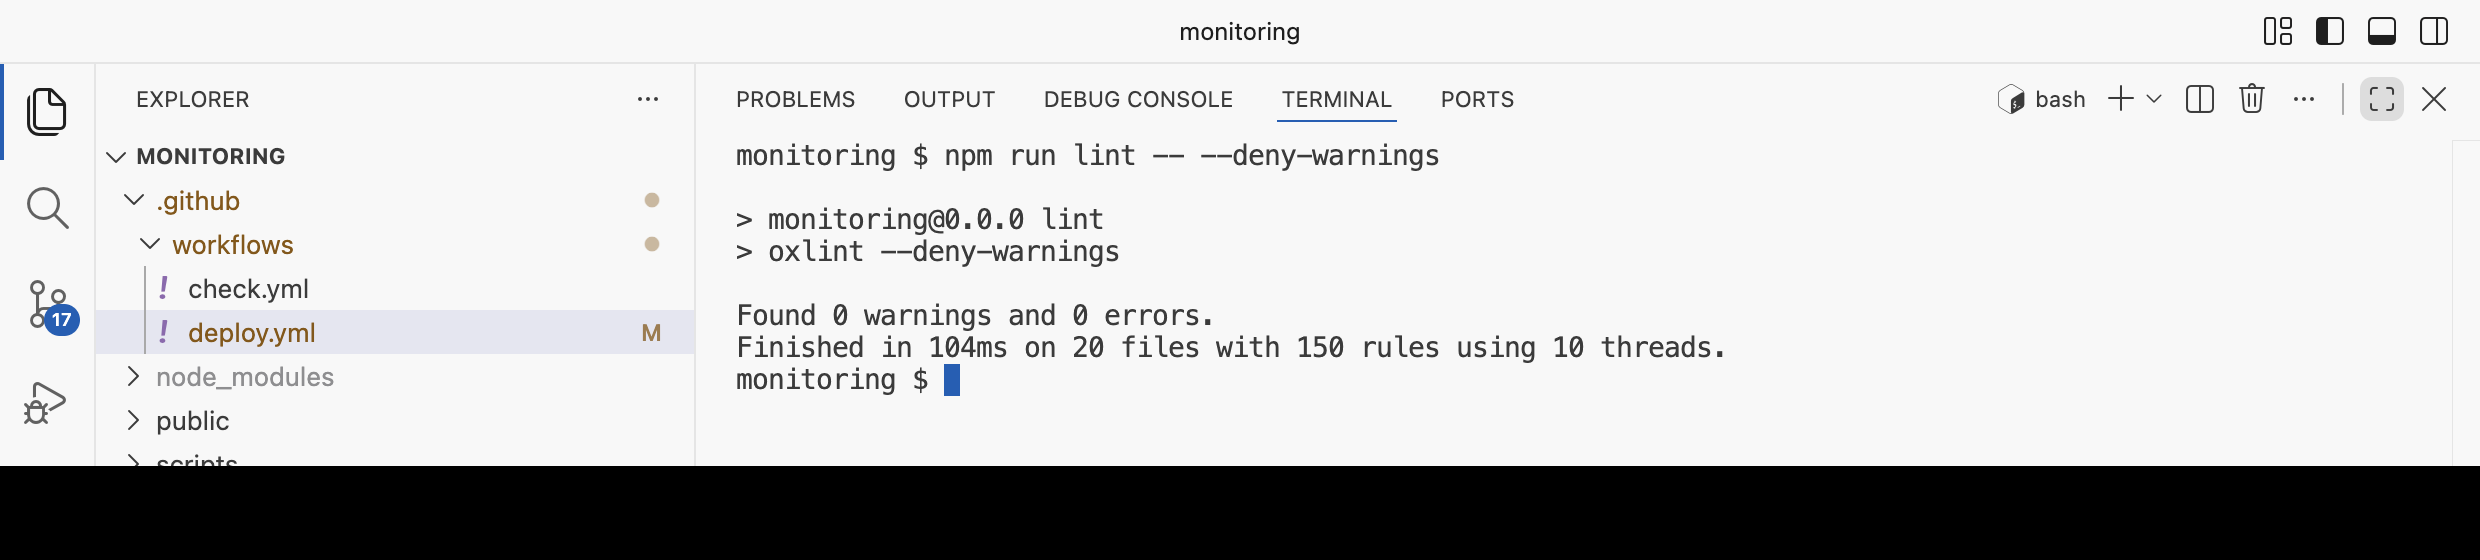 monitoring
EXPLORER
MONITORING
.github
workflows
! check.yml
! deploy.yml M
node_modules
public
scripts
17
PROBLEMS OUTPUT DEBUG CONSOLE TERMINAL PORTS
bash
monitoring $ npm run lint -- --deny-warnings
> monitoring@0.0.0 lint
> oxlint --deny-warnings
Found 0 warnings and 0 errors.
Finished in 104ms on 20 files with 150 rules using 10 threads.
monitoring $